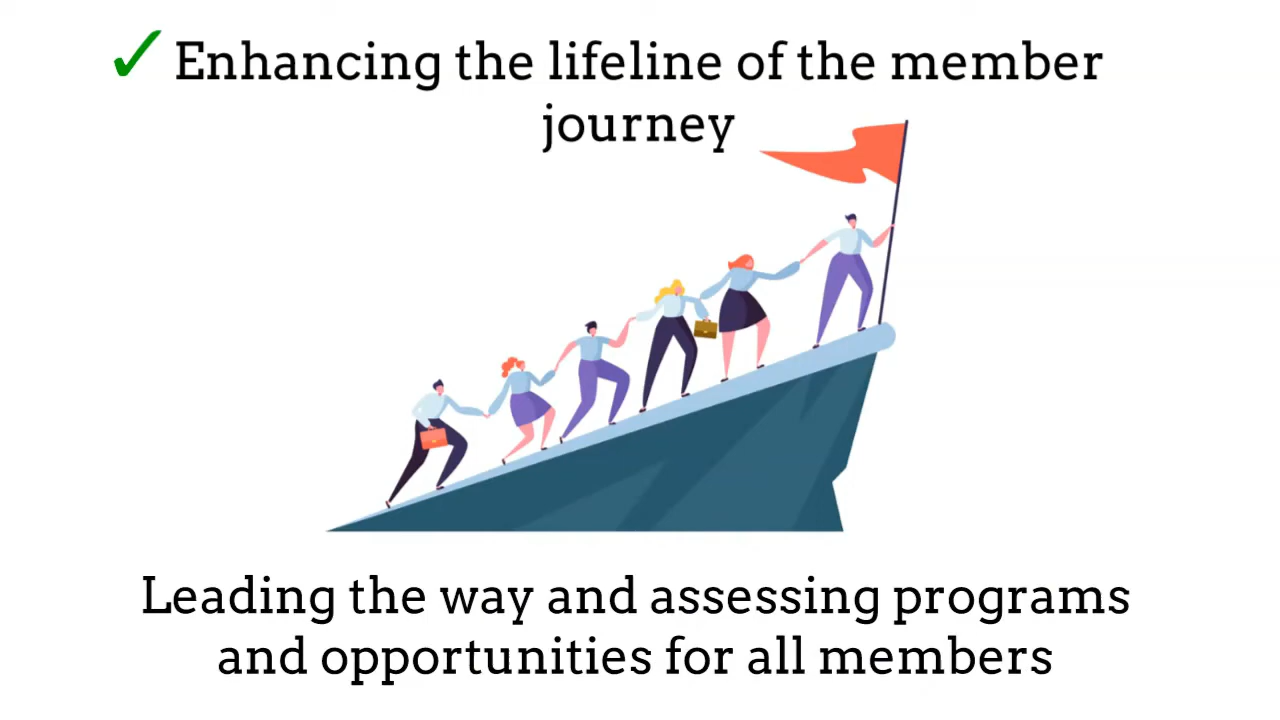 ✓ Enhancing the lifeline of the member
journey
Leading the way and assessing programs
and opportunities for all members